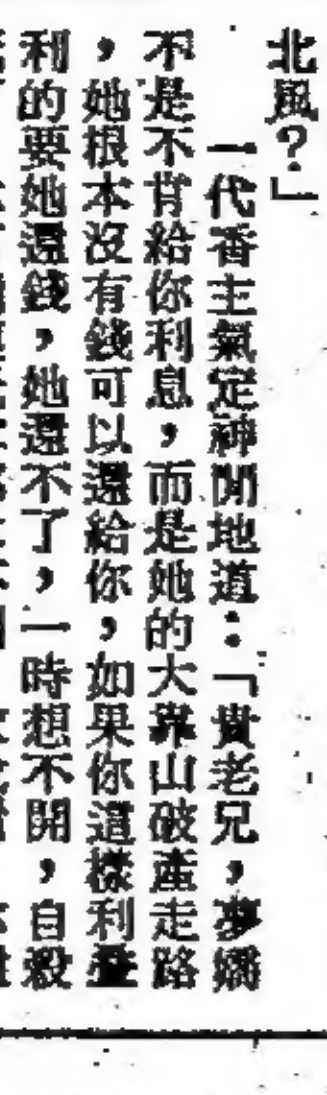 北風？」
一代香主氣定神閒地道：「貴老兄，夢嬌
不是不肯給你利息，而是她的大靠山破產走路
，她根本沒有錢可以還給你，如果你這樣利疊
利的要她還錢，她還不了，一時想不開，自殺